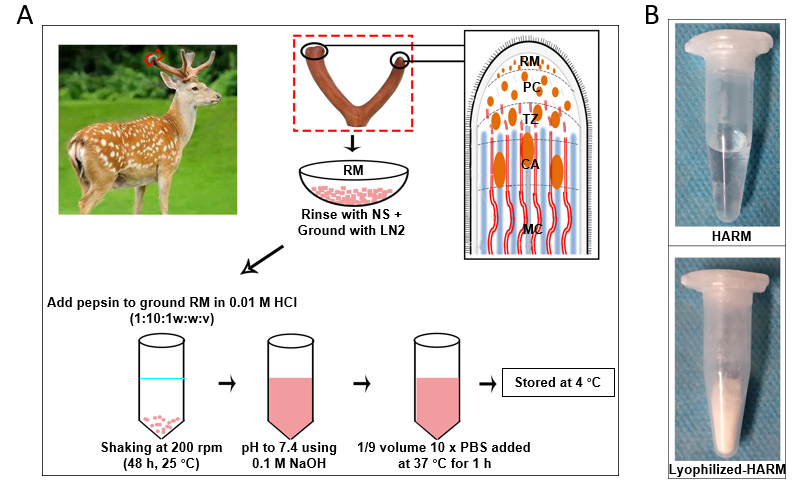 A
B
RM
PC
TZ
CA
MC
RM
Rinse with NS +
Ground with LN2
Add pepsin to ground RM in 0.01 M HCl
(1:10:1w:w:v)
Shaking at 200 rpm
(48 h, 25 °C)
pH to 7.4 using
0.1 M NaOH
1/9 volume 10 x PBS added
at 37 °C for 1 h
Stored at 4 °C
HARM
Lyophilized-HARM